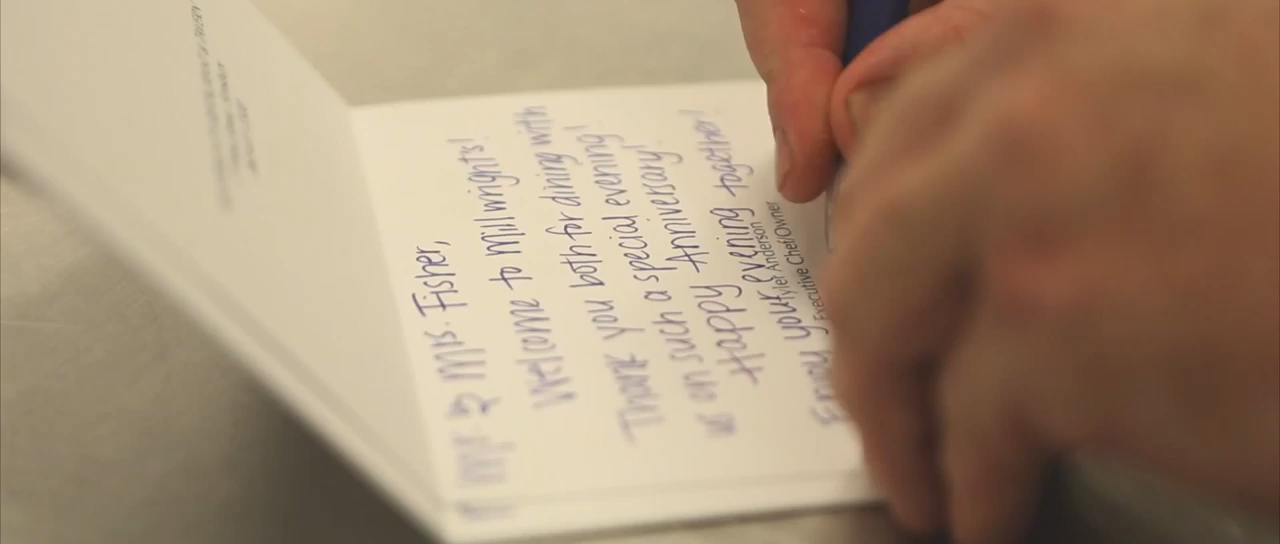 Mr. & Mrs. Fisher,
Welcome to Millwrights!
Thank you both for dining with
us on such a special evening!
Happy Anniversary!
Enjoy your evening together!
Tyler Anderson
Executive Chef/Owner